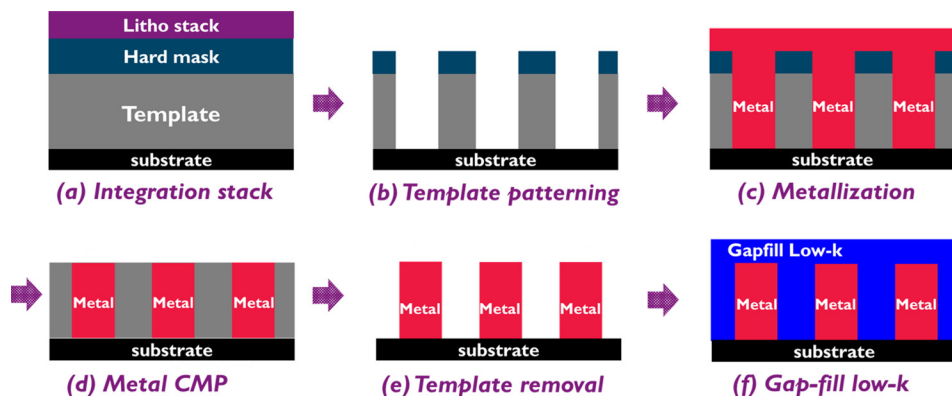 Litho stack
Hard mask
Template
substrate
(a) Integration stack
substrate
(b) Template patterning
Metal Metal Metal
substrate
(c) Metallization
Metal Metal Metal
substrate
(d) Metal CMP
Metal Metal Metal
substrate
(e) Template removal
Gapfill Low-k
Metal Metal Metal
substrate
(f) Gap-fill low-k